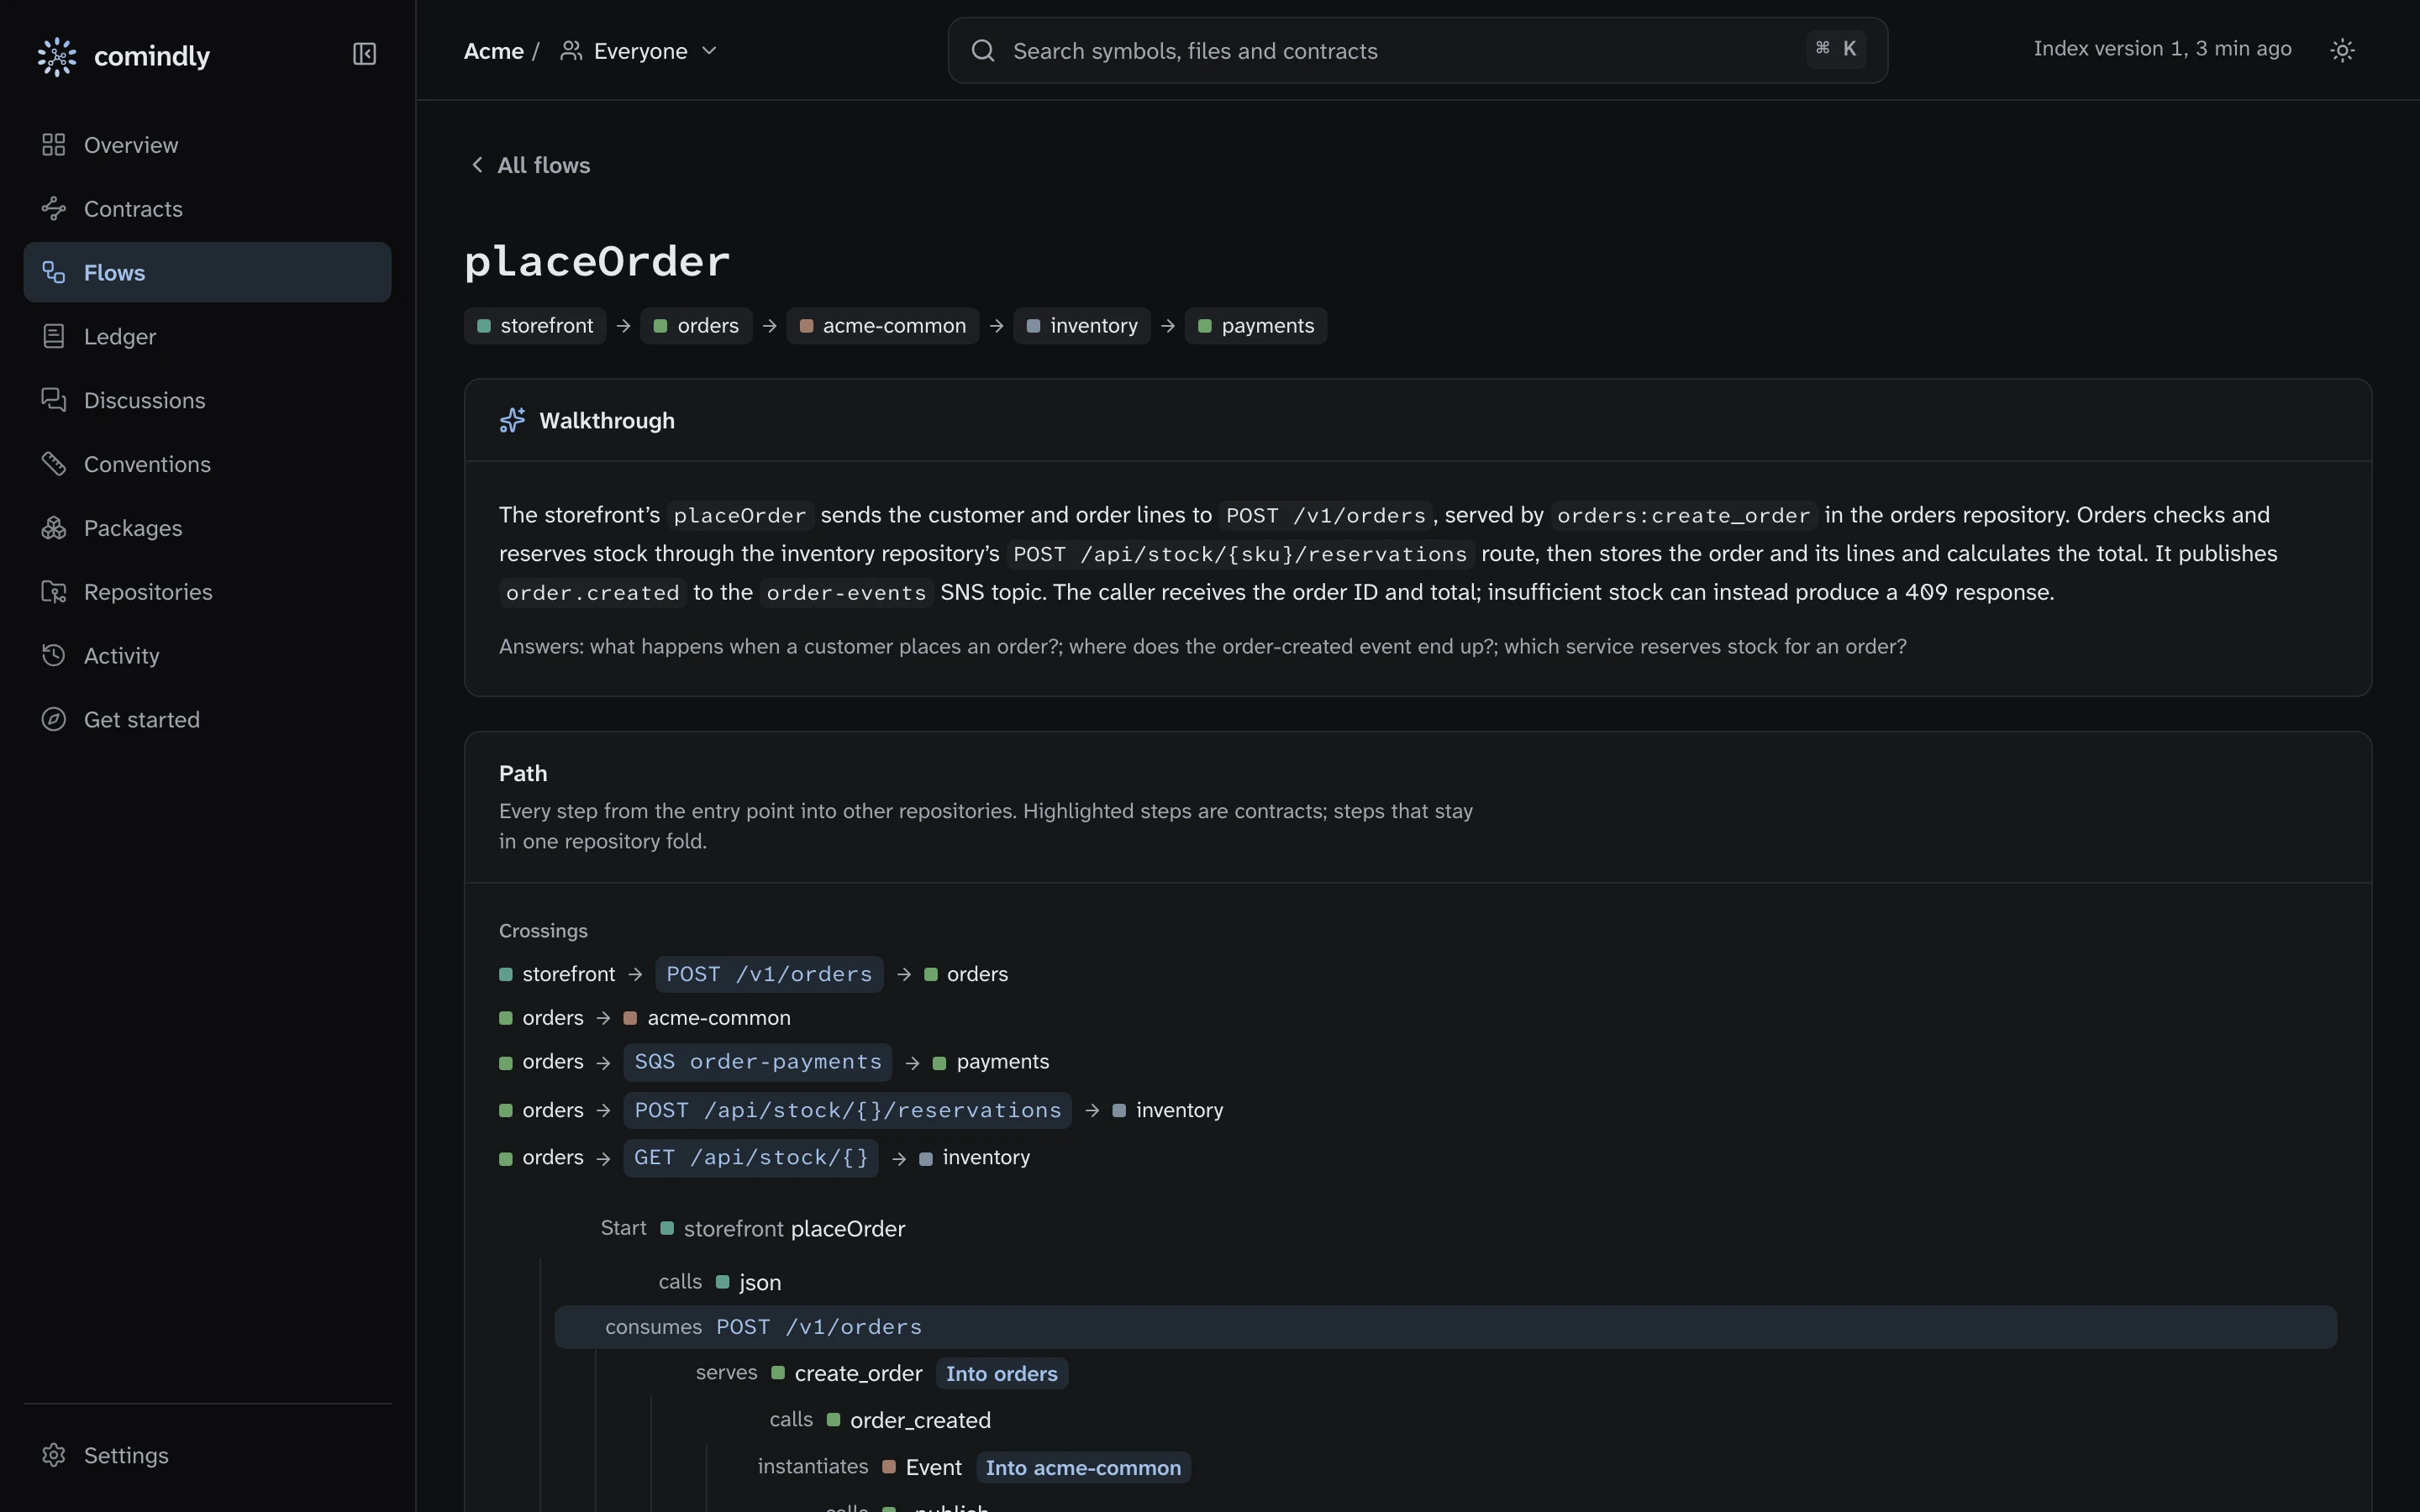 comindly
Acme / Everyone
Search symbols, files and contracts ⌘ K
Index version 1, 3 min ago
Overview
Contracts
Flows
Ledger
Discussions
Conventions
Packages
Repositories
Activity
Get started
Settings
All flows
placeOrder
storefront → orders → acme-common → inventory → payments
Walkthrough
The storefront’s placeOrder sends the customer and order lines to POST /v1/orders, served by orders:create_order in the orders repository. Orders checks and
reserves stock through the inventory repository’s POST /api/stock/{sku}/reservations route, then stores the order and its lines and calculates the total. It publishes
order.created to the order-events SNS topic. The caller receives the order ID and total; insufficient stock can instead produce a 409 response.
Answers: what happens when a customer places an order?; where does the order-created event end up?; which service reserves stock for an order?
Path
Every step from the entry point into other repositories. Highlighted steps are contracts; steps that stay
in one repository fold.
Crossings
storefront → POST /v1/orders → orders
orders → acme-common
orders → SQS order-payments → payments
orders → POST /api/stock/{}/reservations → inventory
orders → GET /api/stock/{} → inventory
Start storefront placeOrder
calls json
consumes POST /v1/orders
serves create_order Into orders
calls order_created
instantiates Event Into acme-common